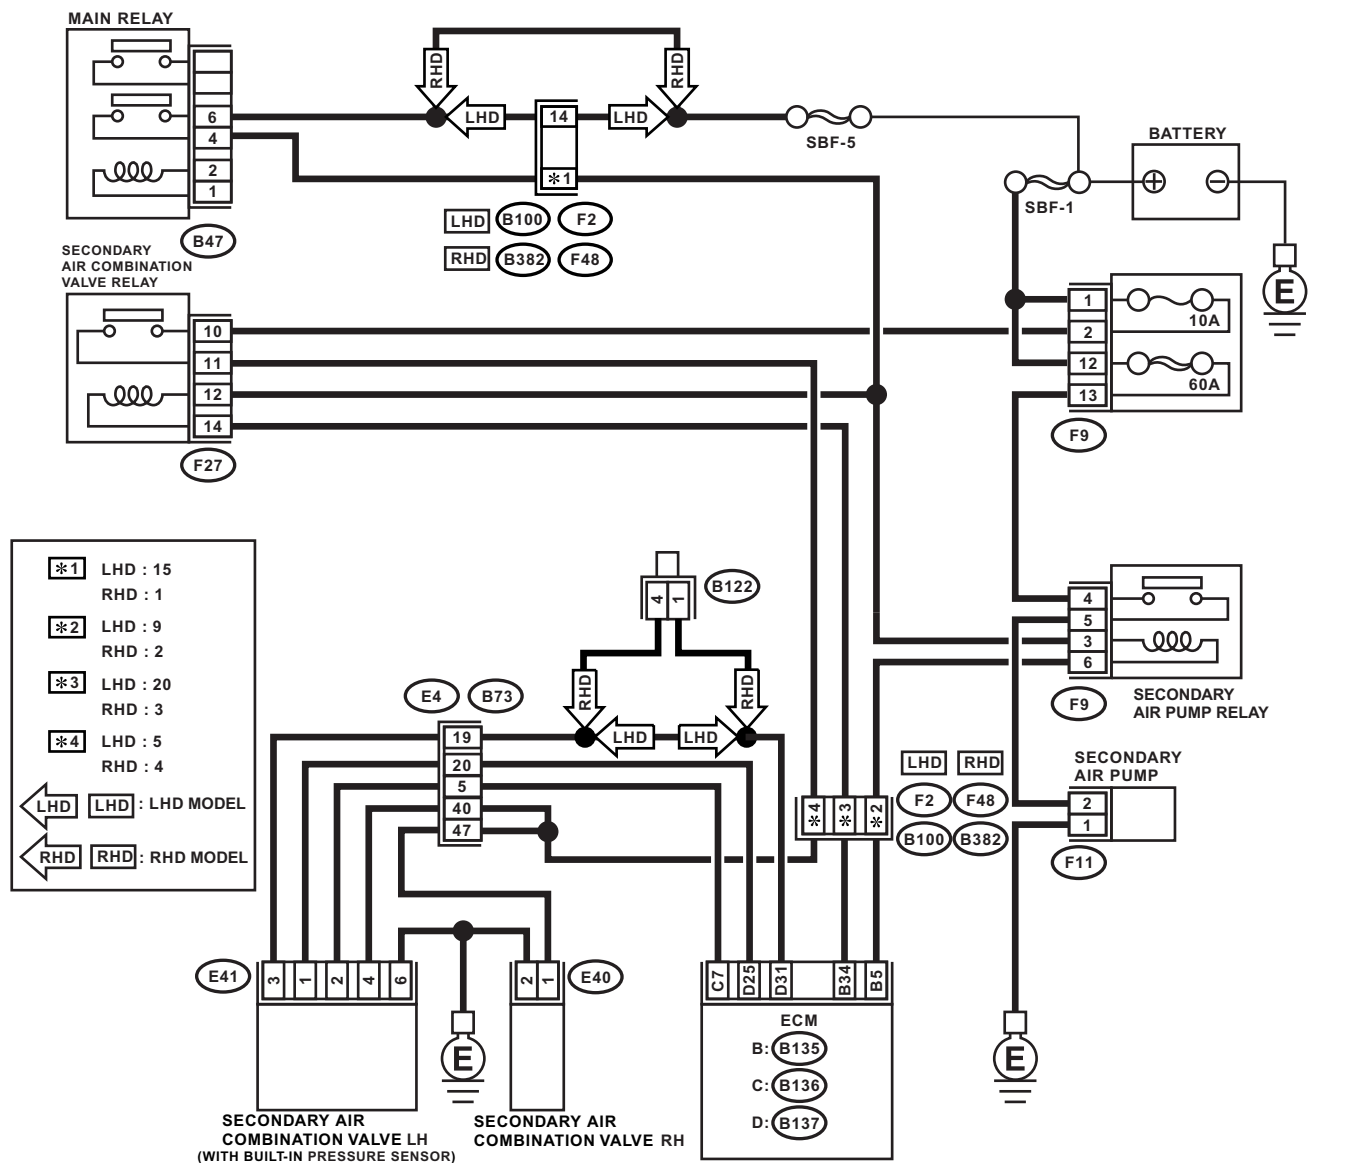 MAIN RELAY
6
4
2
1
B47
RHD
RHD
LHD
14
LHD
*1
LHD
B100
F2
RHD
B382
F48
SBF-5
SBF-1
BATTERY
E
SECONDARY
AIR COMBINATION
VALVE RELAY
10
11
12
14
F27
1
2
12
13
10A
60A
F9
*1 LHD : 15
RHD : 1
*2 LHD : 9
RHD : 2
*3 LHD : 20
RHD : 3
*4 LHD : 5
RHD : 4
LHD LHD : LHD MODEL
RHD RHD : RHD MODEL
4
1
B122
RHD
RHD
LHD
LHD
E4
B73
19
20
5
40
47
4
5
3
6
F9
SECONDARY
AIR PUMP RELAY
LHD
RHD
F2
F48
B100
B382
*4
*3
*2
SECONDARY
AIR PUMP
2
1
F11
E41
3
1
2
4
6
2
1
E40
C7
D25
D31
B34
B5
ECM
B: B135
C: B136
D: B137
E
E
SECONDARY AIR
COMBINATION VALVE LH
(WITH BUILT-IN PRESSURE SENSOR)
SECONDARY AIR
COMBINATION VALVE RH